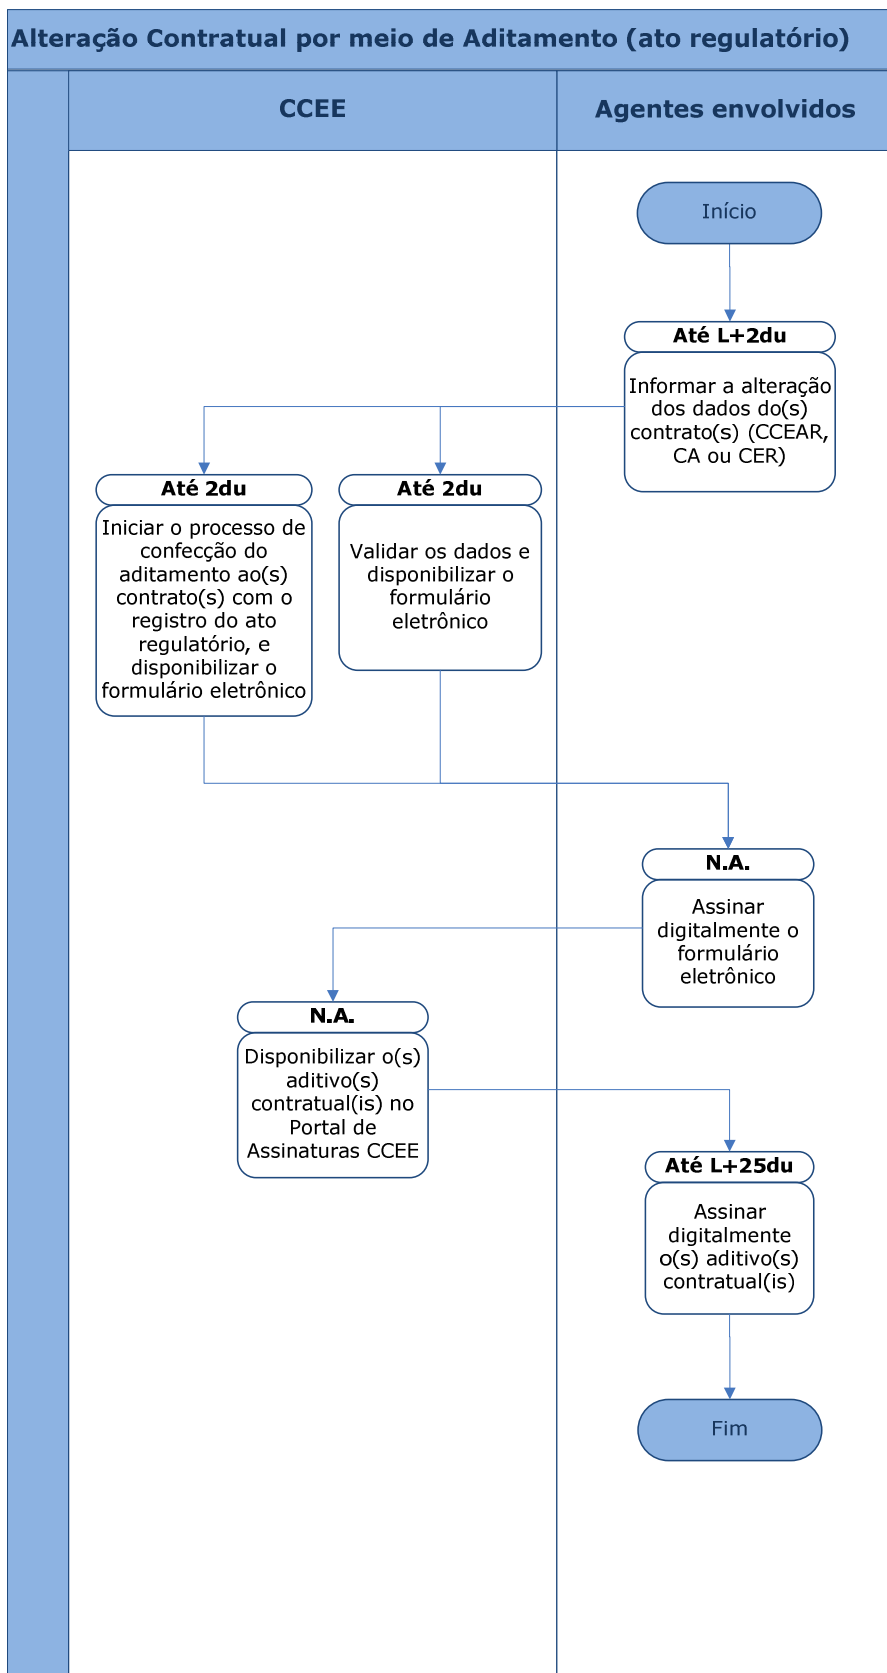 Alteração Contratual por meio de Aditamento (ato regulatório)
CCEE
Agentes envolvidos
Início
Até L+2du
Informar a alteração
dos dados do(s)
contrato(s) (CCEAR,
CA ou CER)
Até 2du
Iniciar o processo de
confecção do
aditamento ao(s)
contrato(s) com o
registro do ato
regulatório, e
disponibilizar o
formulário eletrônico
Até 2du
Validar os dados e
disponibilizar o
formulário
eletrônico
N.A.
Assinar
digitalmente o
formulário
eletrônico
N.A.
Disponibilizar o(s)
aditivo(s)
contratual(is) no
Portal de
Assinaturas CCEE
Até L+25du
Assinar
digitalmente
o(s) aditivo(s)
contratual(is)
Fim